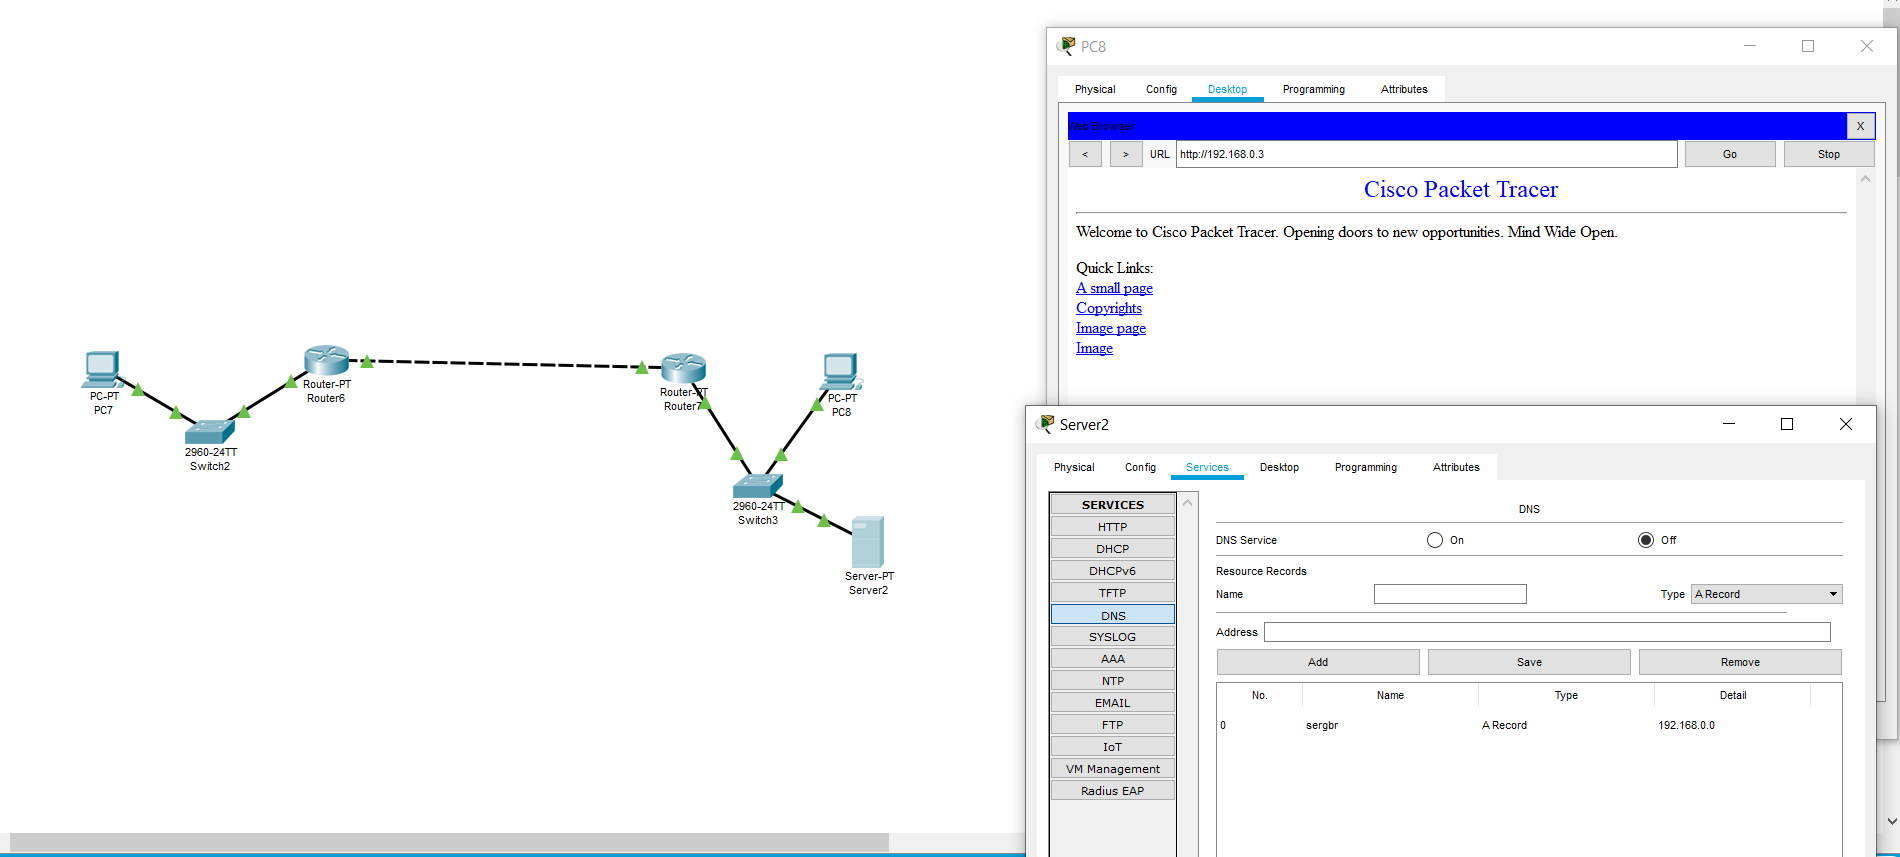 PC-PT
PC7
2960-24TT
Switch2
Router-PT
Router6
Router-PT
Router7
PC-PT
PC8
2960-24TT
Switch3
Server-PT
Server2
PC8
Physical
Config
Desktop
Programming
Attributes
Web Browser
X
<
>
URL
http://192.168.0.3
Go
Stop
Cisco Packet Tracer
Welcome to Cisco Packet Tracer. Opening doors to new opportunities. Mind Wide Open.
Quick Links:
A small page
Copyrights
Image page
Image
Server2
Physical
Config
Services
Desktop
Programming
Attributes
SERVICES
HTTP
DHCP
DHCPv6
TFTP
DNS
SYSLOG
AAA
NTP
EMAIL
FTP
IoT
VM Management
Radius EAP
DNS
DNS Service
On
Off
Resource Records
Name
Type
A Record
Address
Add
Save
Remove
No.
Name
Type
Detail
0
sergbr
A Record
192.168.0.0